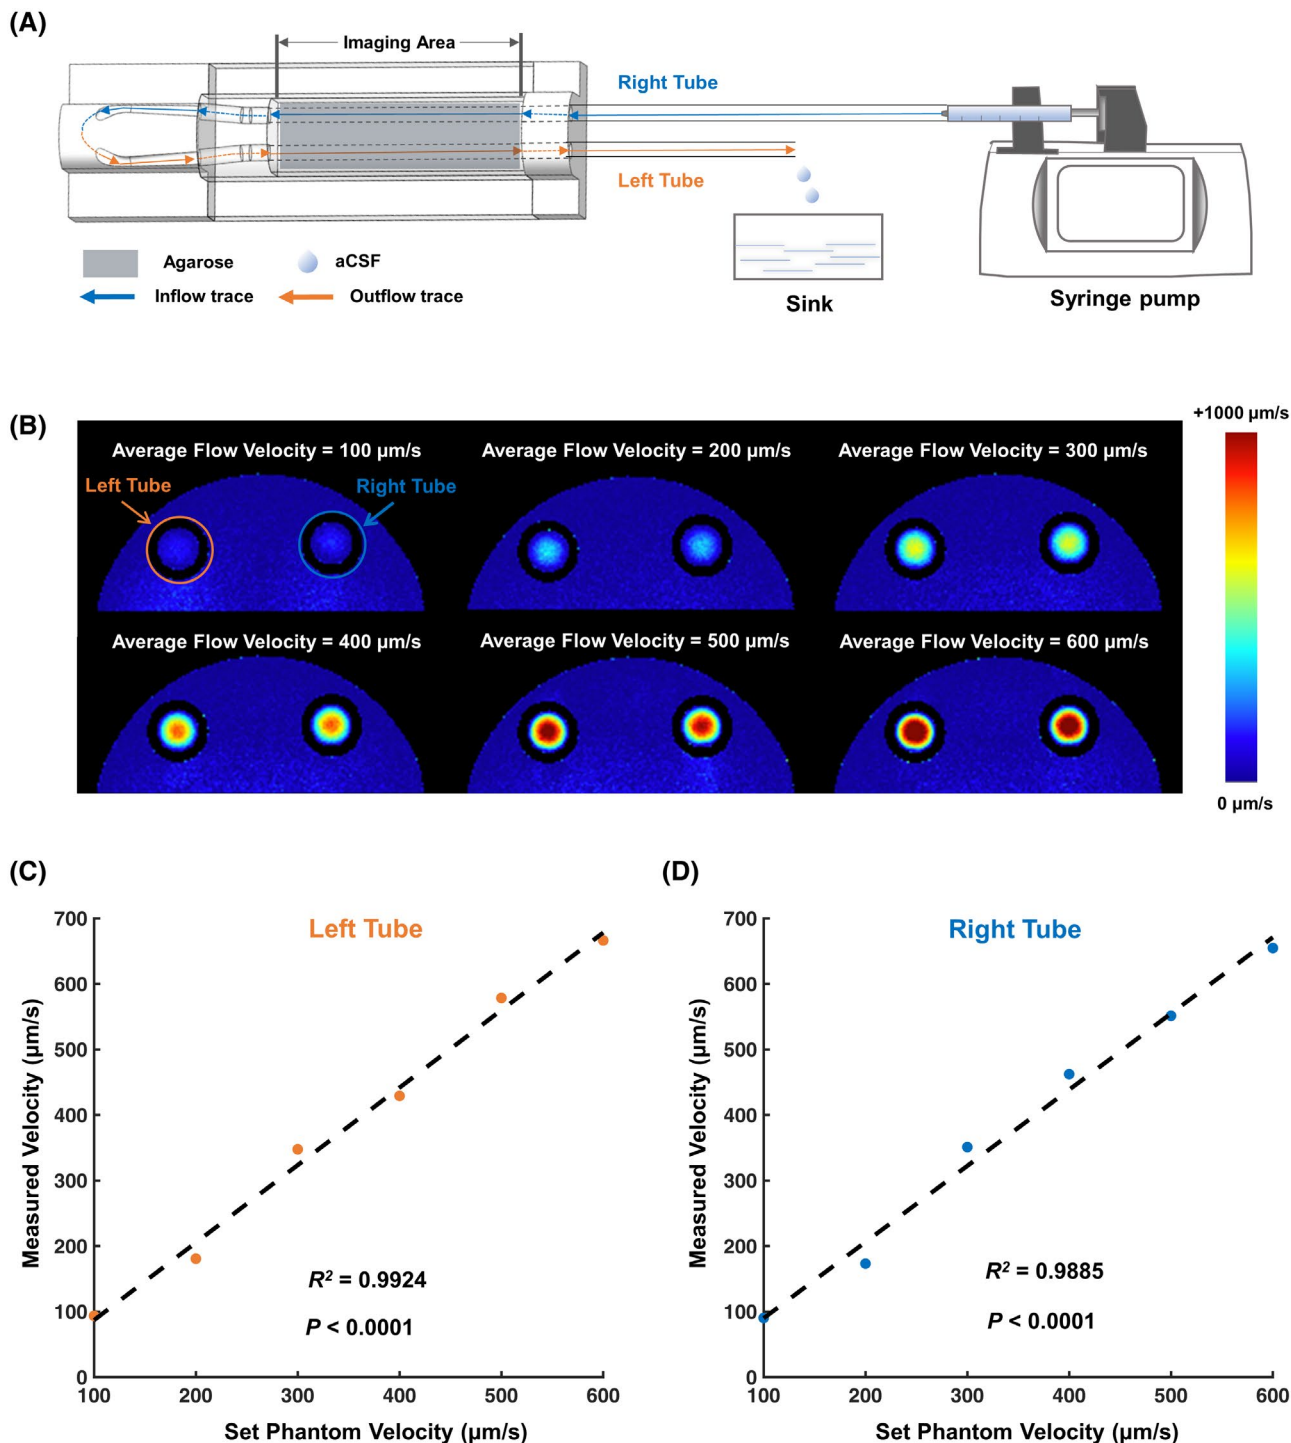 (A)
Imaging Area
Right Tube
Left Tube
Agarose
aCSF
Inflow trace
Outflow trace
Sink
Syringe pump
(B)
+1000 µm/s
Average Flow Velocity = 100 µm/s
Average Flow Velocity = 200 µm/s
Average Flow Velocity = 300 µm/s
Left Tube
Right Tube
Average Flow Velocity = 400 µm/s
Average Flow Velocity = 500 µm/s
Average Flow Velocity = 600 µm/s
0 µm/s
(C)
Left Tube
Measured Velocity (µm/s)
700
600
500
400
300
200
100
0
R² = 0.9924
P < 0.0001
100 200 300 400 500 600
Set Phantom Velocity (µm/s)
(D)
Right Tube
Measured Velocity (µm/s)
700
600
500
400
300
200
100
0
R² = 0.9885
P < 0.0001
100 200 300 400 500 600
Set Phantom Velocity (µm/s)